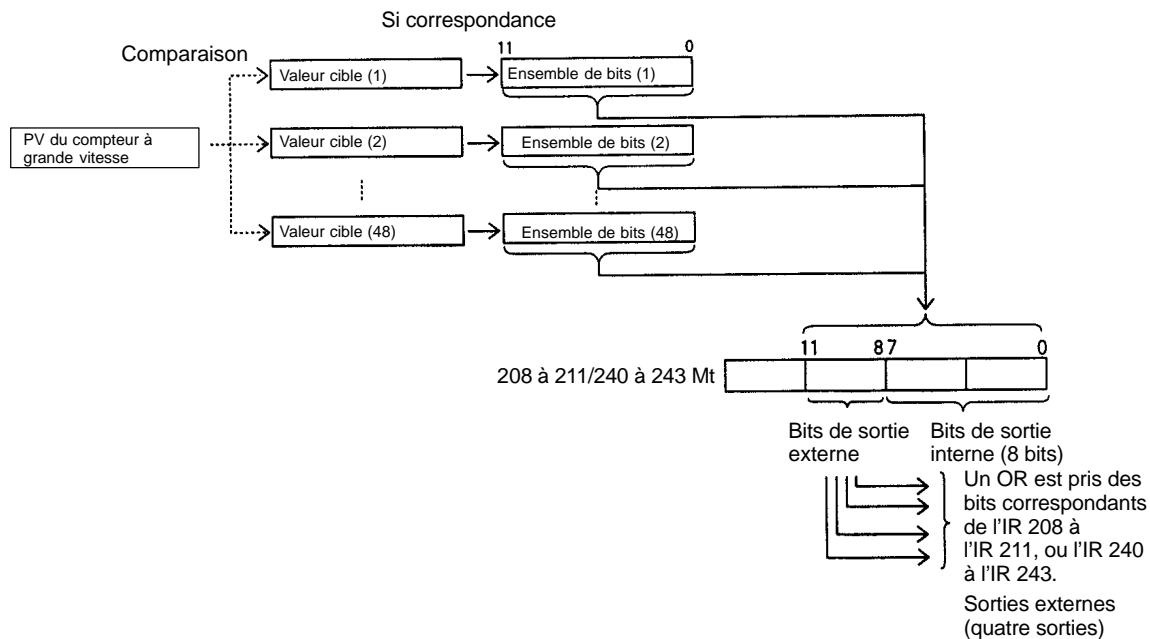 Si correspondance
Comparaison
11 0
Valeur cible (1)
Ensemble de bits (1)
PV du compteur à
grande vitesse
Valeur cible (2)
Ensemble de bits (2)
Valeur cible (48)
Ensemble de bits (48)
11 8 7 0
208 à 211/240 à 243 Mt
Bits de sortie
externe
Bits de sortie
interne (8 bits)
Un OR est pris des
bits correspondants
de l'IR 208 à
l'IR 211, ou l'IR 240
à l'IR 243.
Sorties externes
(quatre sorties)